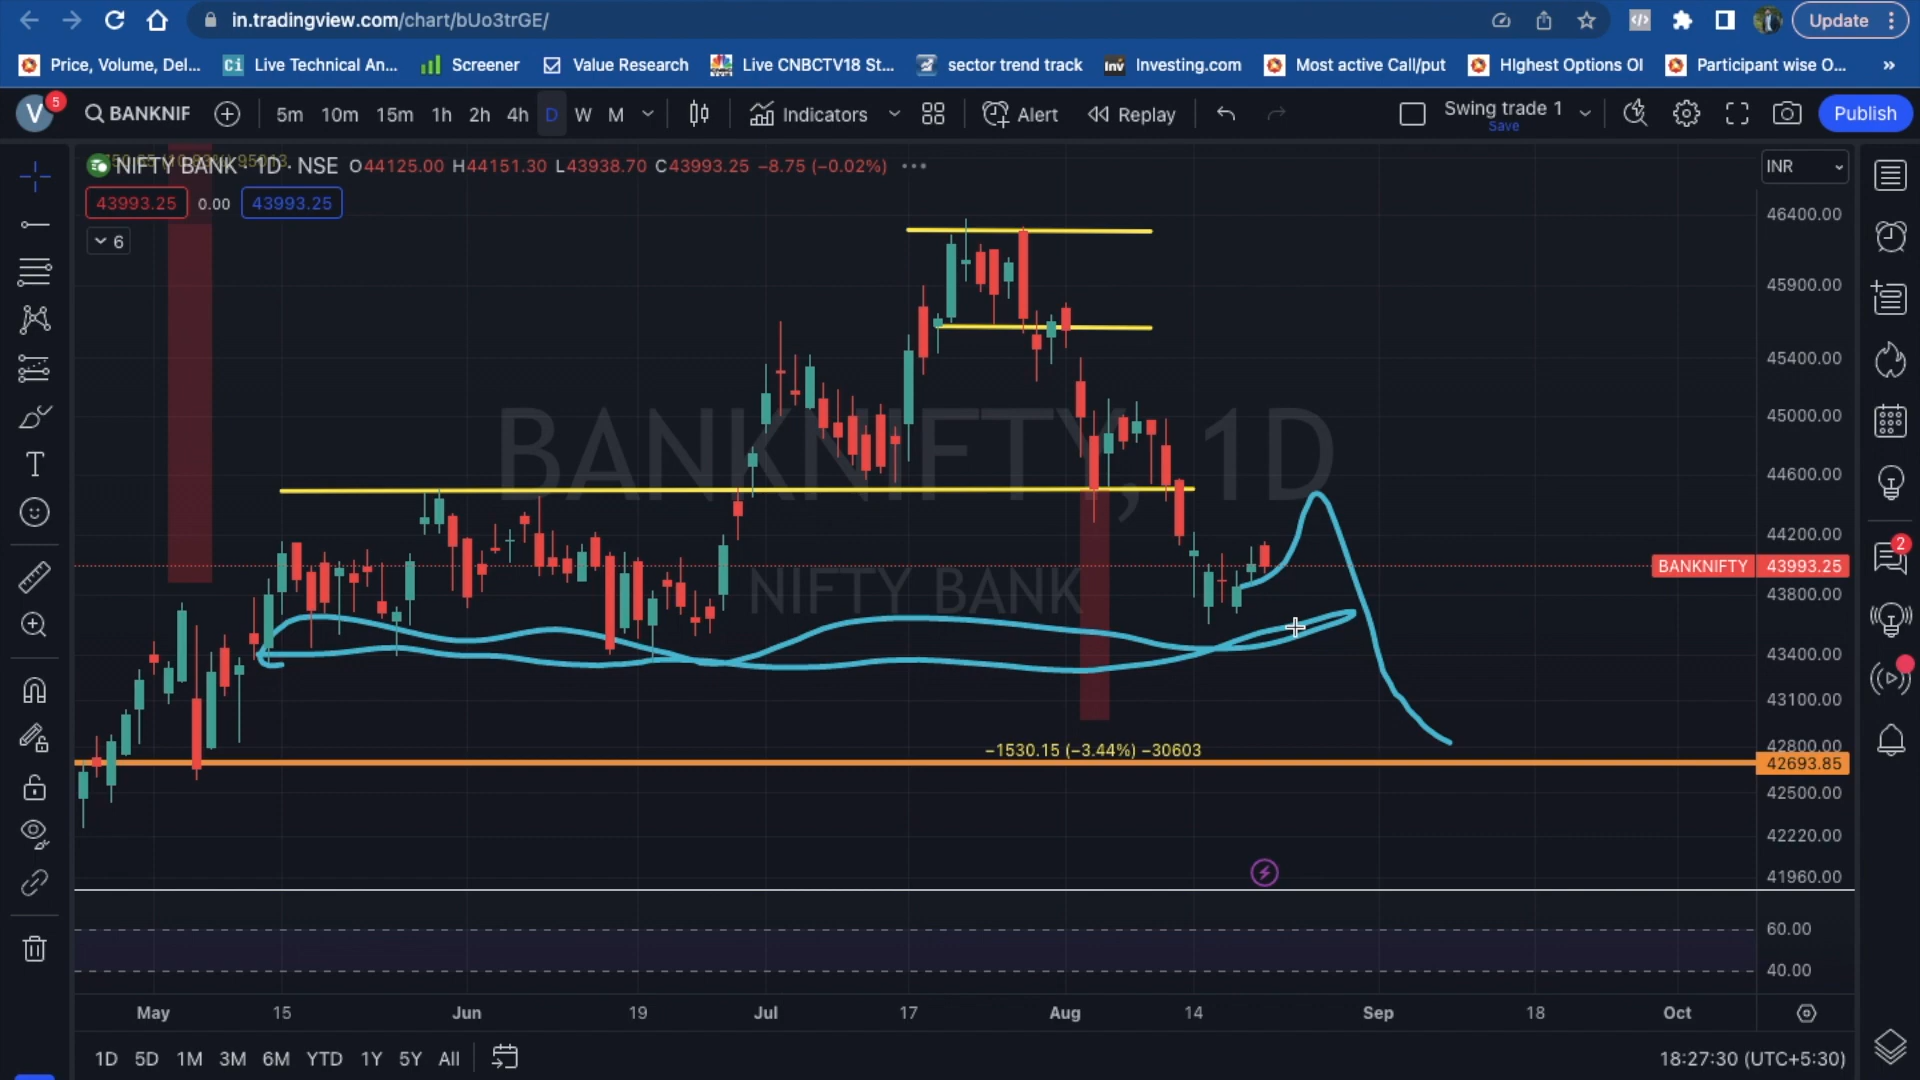 in.tradingview.com/chart/bUo3trGE/
Update
Price, Volume, Del...
Ci Live Technical An...
Screener
Value Research
Live CNBCTV18 St...
sector trend track
Inv Investing.com
Most active Call/put
HIghest Options OI
Participant wise O...
»
V 5
BANKNIF
5m 10m 15m 1h 2h 4h D W M
Indicators
Alert
Replay
Swing trade 1
Save
Publish
NIFTY BANK · 1D · NSE O44125.00 H44151.30 L43938.70 C43993.25 −8.75 (−0.02%)
INR
43993.25 0.00 43993.25
6
46400.00
45900.00
45400.00
45000.00
44600.00
44200.00
BANKNIFTY 43993.25
43800.00
43400.00
43100.00
42800.00
42693.85
42500.00
42220.00
41960.00
60.00
40.00
BANKNIFTY, 1D
NIFTY BANK
−1530.15 (−3.44%) −30603
2
May 15 Jun 19 Jul 17 Aug 14 Sep 18 Oct
1D 5D 1M 3M 6M YTD 1Y 5Y All
18:27:30 (UTC+5:30)